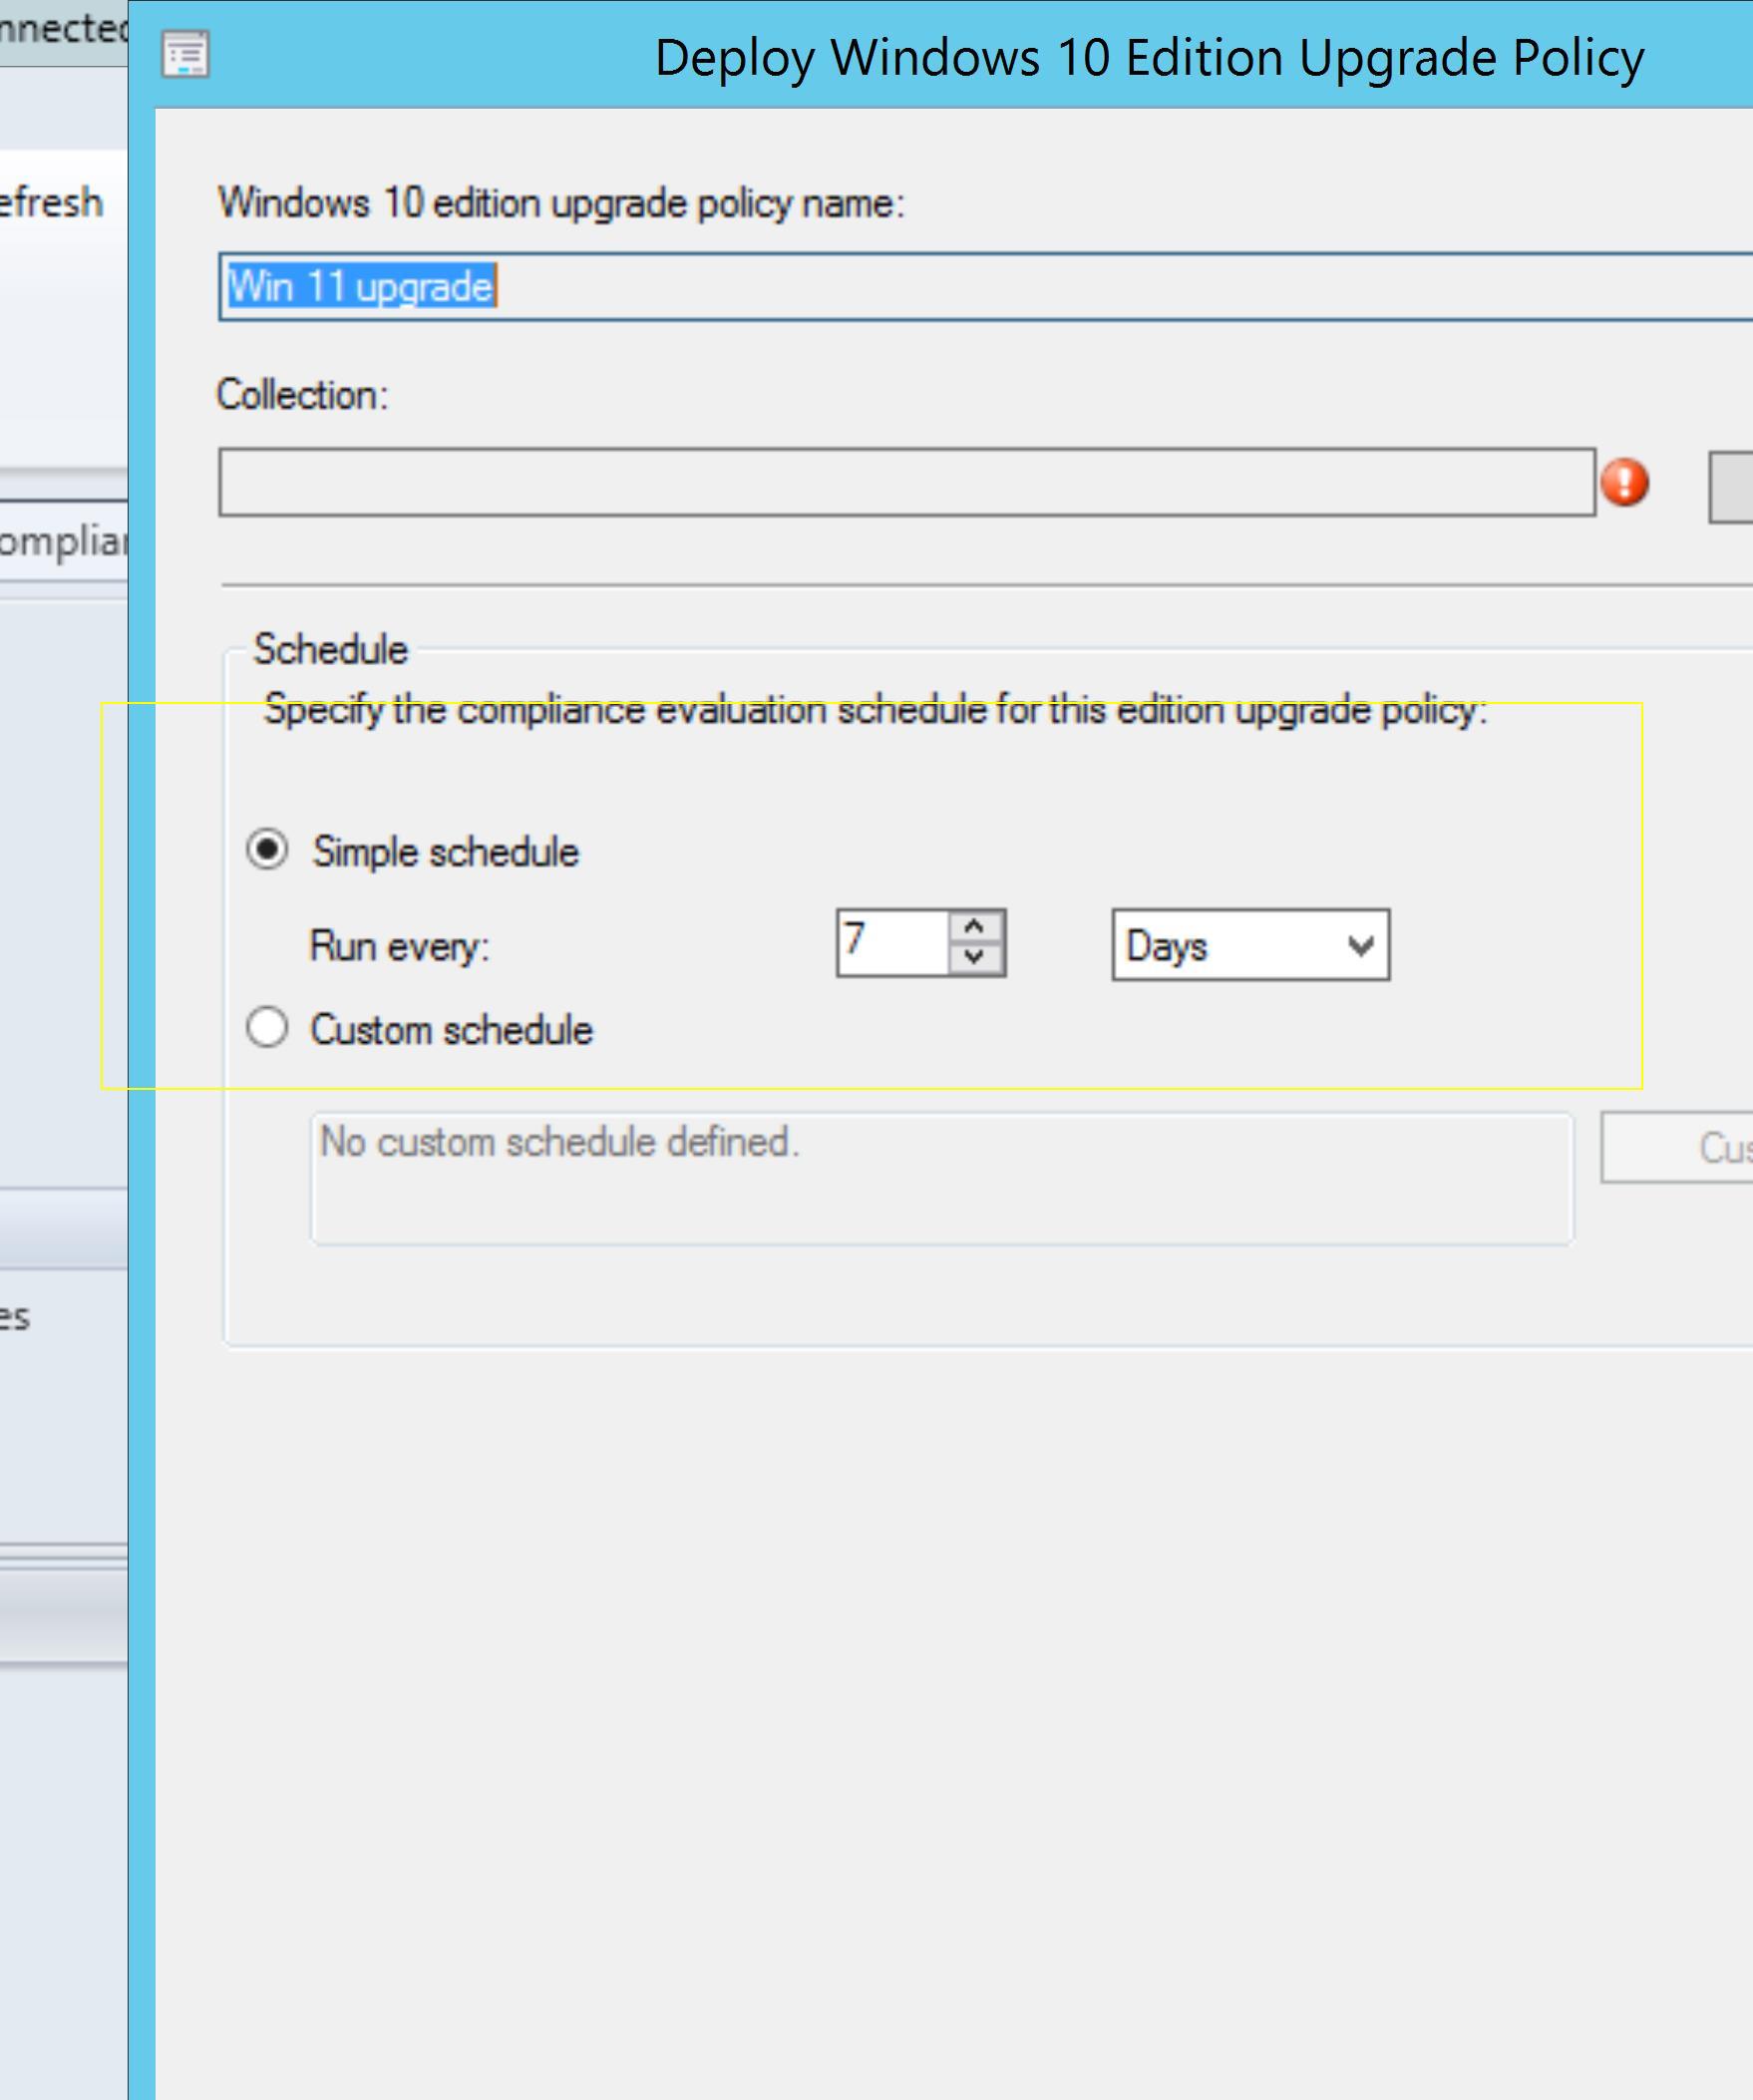 Deploy Windows 10 Edition Upgrade Policy
Windows 10 edition upgrade policy name:
Win 11 upgrade
Collection:
Schedule
Specify the compliance evaluation schedule for this edition upgrade policy:
Simple schedule
Run every: 7 Days
Custom schedule
No custom schedule defined.
Cus
nnected
efresh
omplian
es